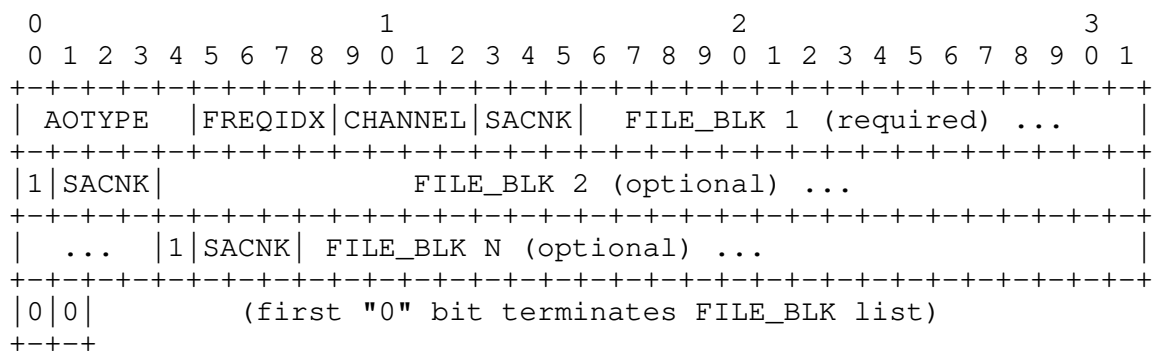 0                   1                   2                   3
 0 1 2 3 4 5 6 7 8 9 0 1 2 3 4 5 6 7 8 9 0 1 2 3 4 5 6 7 8 9 0 1
+-+-+-+-+-+-+-+-+-+-+-+-+-+-+-+-+-+-+-+-+-+-+-+-+-+-+-+-+-+-+-+-+
| AOTYPE  |FREQIDX|CHANNEL|SACNK|  FILE_BLK 1 (required) ...    |
+-+-+-+-+-+-+-+-+-+-+-+-+-+-+-+-+-+-+-+-+-+-+-+-+-+-+-+-+-+-+-+-+
|1|SACNK|              FILE_BLK 2 (optional) ...                |
+-+-+-+-+-+-+-+-+-+-+-+-+-+-+-+-+-+-+-+-+-+-+-+-+-+-+-+-+-+-+-+-+
|  ...  |1|SACNK| FILE_BLK N (optional) ...                     |
+-+-+-+-+-+-+-+-+-+-+-+-+-+-+-+-+-+-+-+-+-+-+-+-+-+-+-+-+-+-+-+-+
|0|0|        (first "0" bit terminates FILE_BLK list)
+-+-+